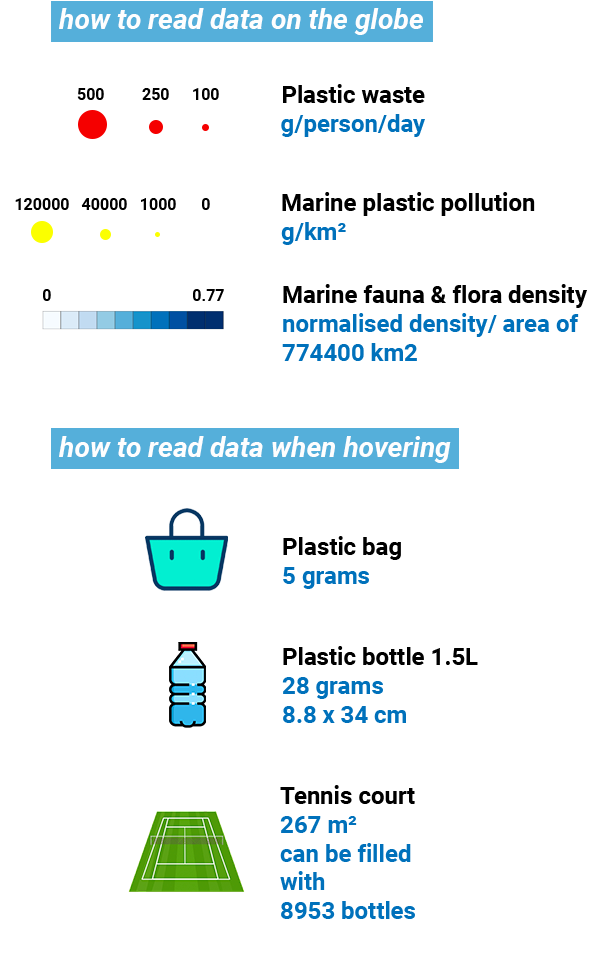 how to read data on the globe
500 250 100
Plastic waste
g/person/day
120000 40000 1000 0
Marine plastic pollution
g/km²
0 0.77
Marine fauna & flora density
normalised density/ area of
774400 km2
how to read data when hovering
Plastic bag
5 grams
Plastic bottle 1.5L
28 grams
8.8 x 34 cm
Tennis court
267 m²
can be filled
with
8953 bottles